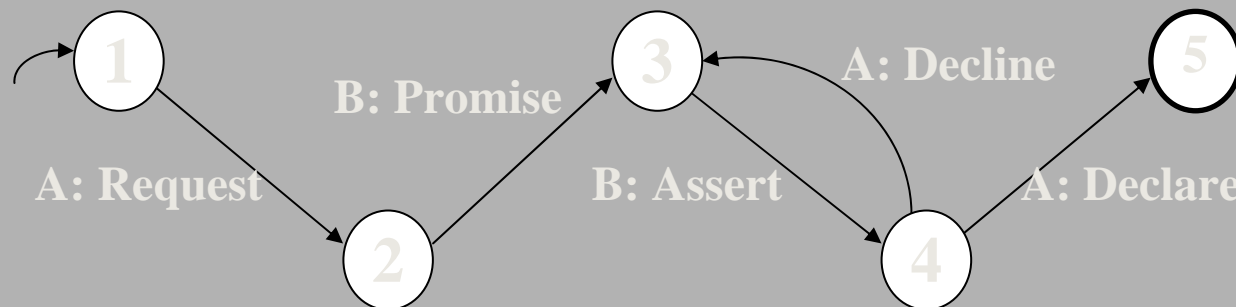 1
3
5
A: Decline
B: Promise
A: Request
B: Assert
A: Declare
2
4